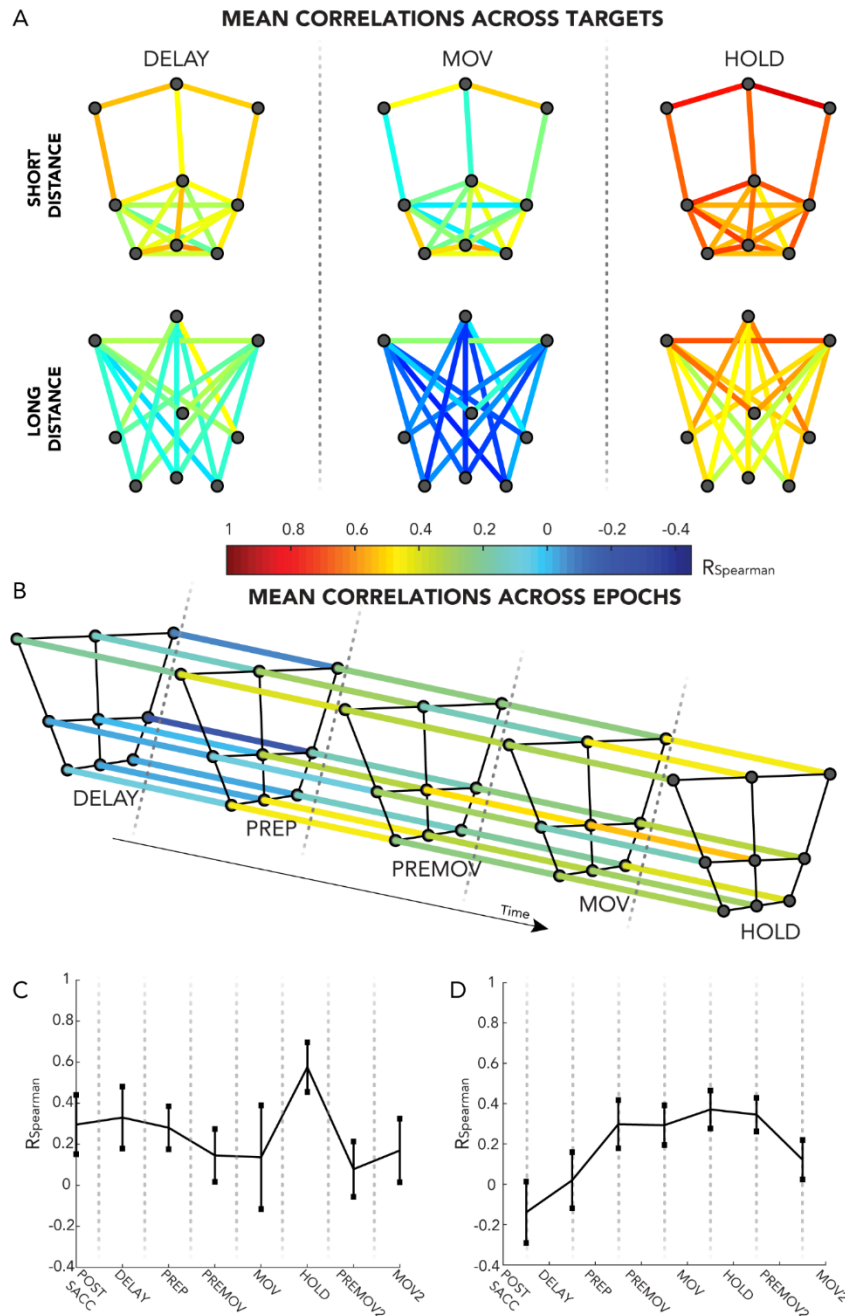 A
MEAN CORRELATIONS ACROSS TARGETS
DELAY
MOV
HOLD
SHORT
DISTANCE
LONG
DISTANCE
1 0.8 0.6 0.4 0.2 0 -0.2 -0.4
RSpearman
B
MEAN CORRELATIONS ACROSS EPOCHS
DELAY
PREP
PREMOV
MOV
HOLD
Time
C
RSpearman
1
0.8
0.6
0.4
0.2
0
-0.2
-0.4
POST
SACC
DELAY
PREP
PREMOV
MOV
HOLD
PREMOV2
MOV2
D
RSpearman
1
0.8
0.6
0.4
0.2
0
-0.2
-0.4
POST
SACC
DELAY
PREP
PREMOV
MOV
HOLD
PREMOV2
MOV2